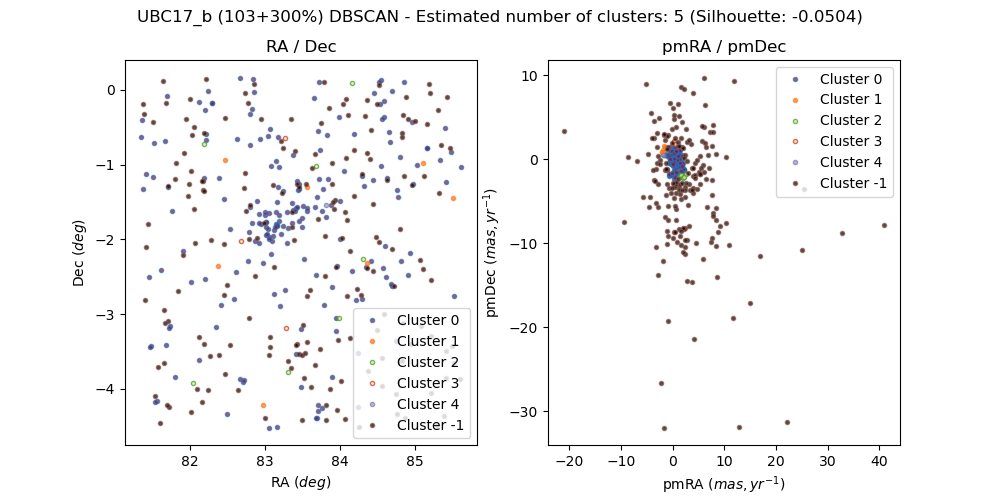 UBC17_b (103+300%) DBSCAN - Estimated number of clusters: 5 (Silhouette: -0.0504)
RA / Dec
0
−1
−2
−3
−4
Dec (deg)
82
83
84
85
RA (deg)
Cluster 0
Cluster 1
Cluster 2
Cluster 3
Cluster 4
Cluster -1
pmRA / pmDec
10
0
−10
−20
−30
pmDec (mas, yr⁻¹)
−20
−10
0
10
20
30
40
pmRA (mas, yr⁻¹)
Cluster 0
Cluster 1
Cluster 2
Cluster 3
Cluster 4
Cluster -1